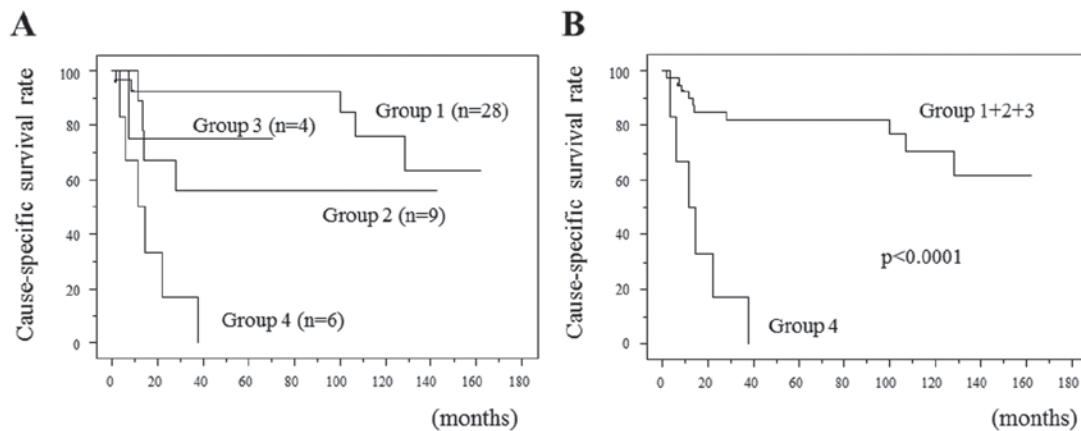 A
Cause-specific survival rate
100
80
60
40
20
0
Group 3 (n=4)
Group 1 (n=28)
Group 2 (n=9)
Group 4 (n=6)
0 20 40 60 80 100 120 140 160 180
(months)
B
Cause-specific survival rate
100
80
60
40
20
0
Group 1+2+3
p<0.0001
Group 4
0 20 40 60 80 100 120 140 160 180
(months)